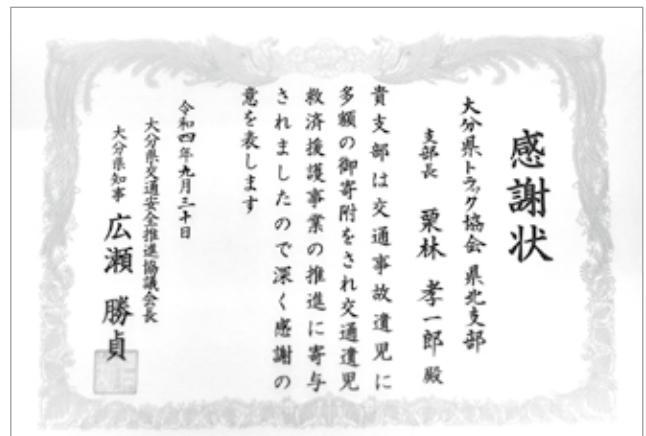 感謝状
大分県トラック協会 県北支部
支部長 栗林 孝一郎 殿
貴支部は交通事故遺児に
多額の御寄附をされ交通遺児
救済援護事業の推進に寄与
されましたので深く感謝の
意を表します
令和四年九月三十日
大分県交通安全推進協議会長
大分県知事 広瀬 勝貞